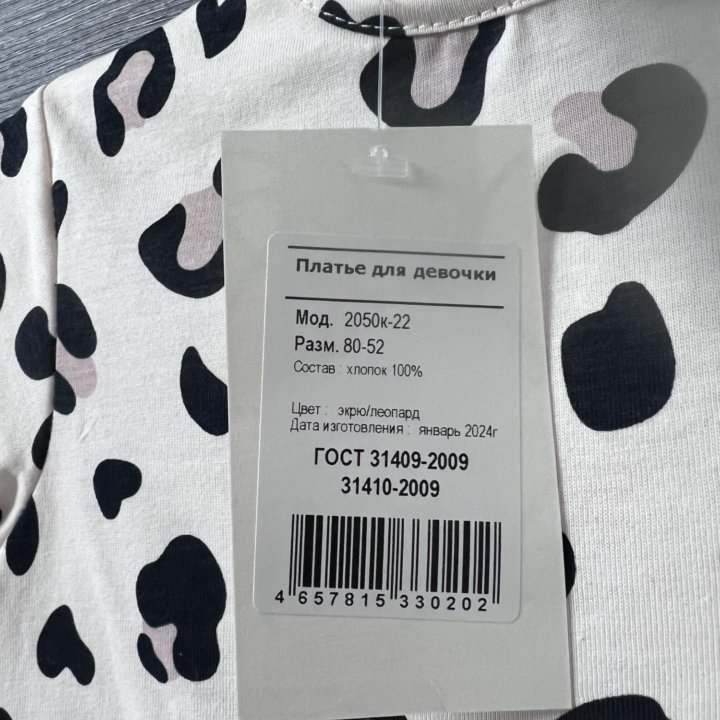 Платье для девочки
Мод. 2050к-22
Разм. 80-52
Состав : хлопок 100%
Цвет : экрю/леопард
Дата изготовления : январь 2024г
ГОСТ 31409-2009
31410-2009
4 657815 330202